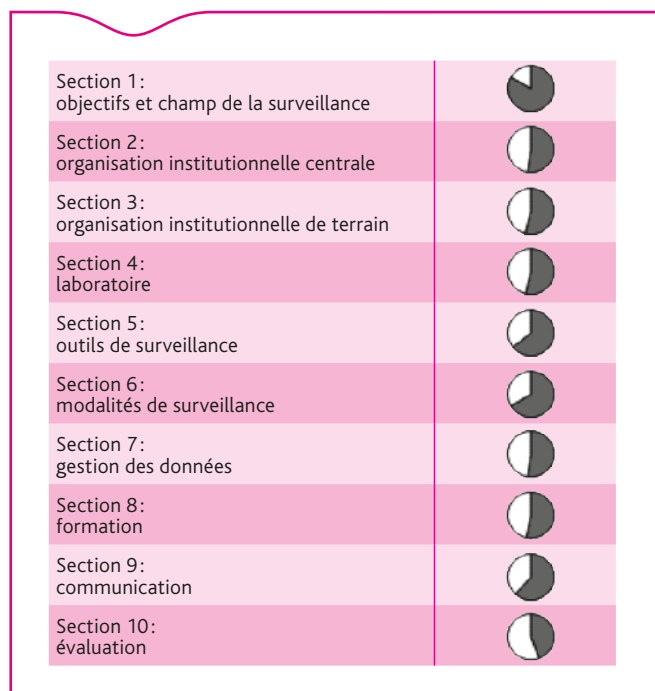 Section 1:
objectifs et champ de la surveillance
Section 2:
organisation institutionnelle centrale
Section 3:
organisation institutionnelle de terrain
Section 4:
laboratoire
Section 5:
outils de surveillance
Section 6:
modalités de surveillance
Section 7:
gestion des données
Section 8:
formation
Section 9:
communication
Section 10:
évaluation